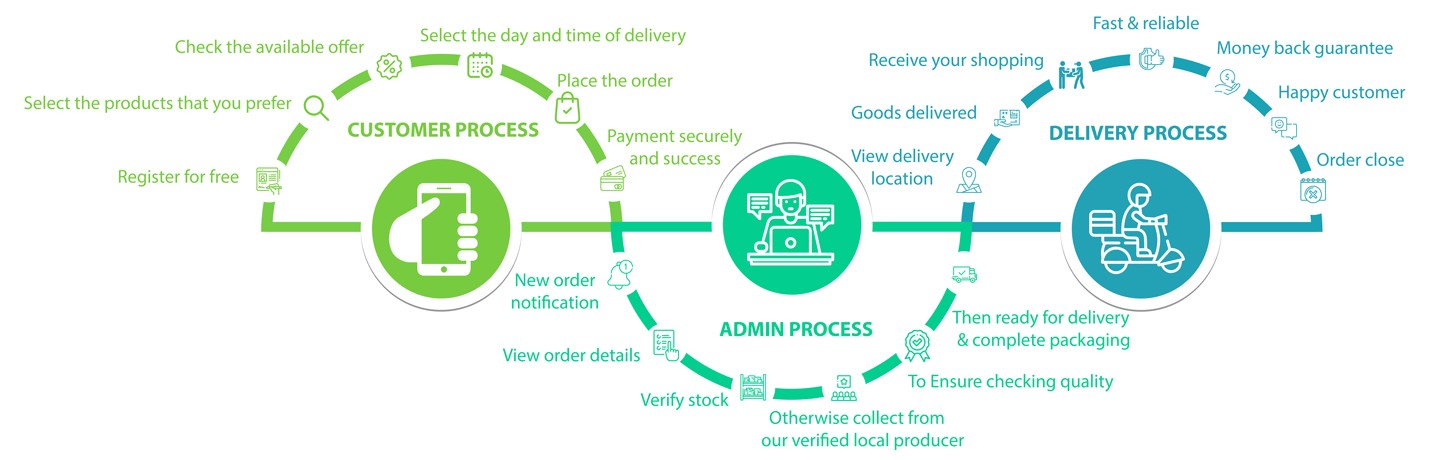 Register for free
Select the products that you prefer
Check the available offer
Select the day and time of delivery
Place the order
Payment securely
and success
CUSTOMER PROCESS
New order
notification
View order details
Verify stock
Otherwise collect from
our verified local producer
To Ensure checking quality
Then ready for delivery
& complete packaging
ADMIN PROCESS
1
View delivery
location
Goods delivered
Receive your shopping
Fast & reliable
Money back guarantee
$
Happy customer
Order close
DELIVERY PROCESS